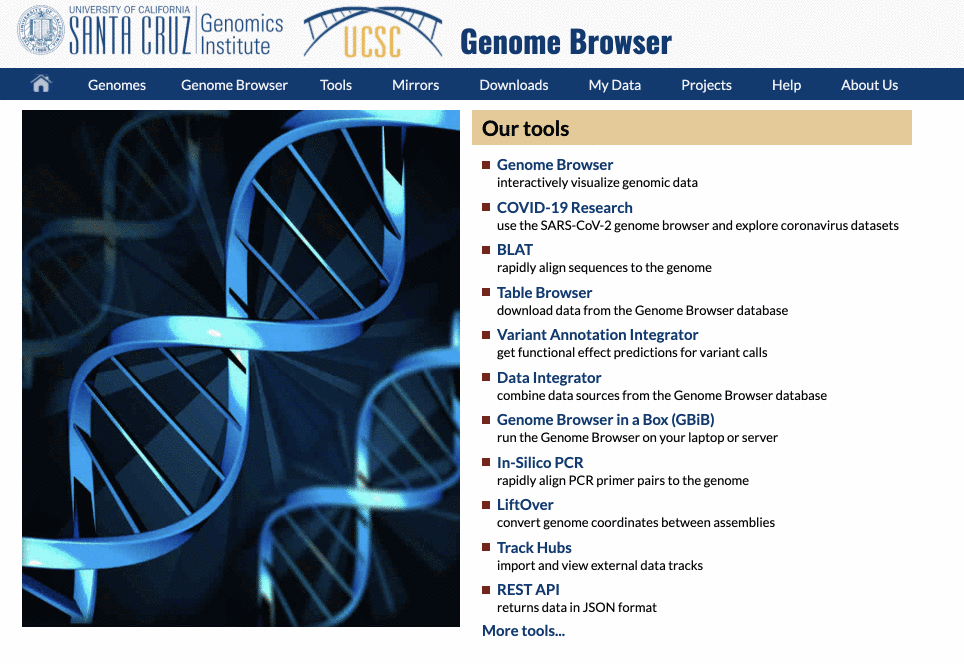 UNIVERSITY OF CALIFORNIA
SANTA CRUZ
Genomics
Institute
UCSC
Genome Browser
Genomes
Genome Browser
Tools
Mirrors
Downloads
My Data
Projects
Help
About Us
Our tools
Genome Browser
interactively visualize genomic data
COVID-19 Research
use the SARS-CoV-2 genome browser and explore coronavirus datasets
BLAT
rapidly align sequences to the genome
Table Browser
download data from the Genome Browser database
Variant Annotation Integrator
get functional effect predictions for variant calls
Data Integrator
combine data sources from the Genome Browser database
Genome Browser in a Box (GBiB)
run the Genome Browser on your laptop or server
In-Silico PCR
rapidly align PCR primer pairs to the genome
LiftOver
convert genome coordinates between assemblies
Track Hubs
import and view external data tracks
REST API
returns data in JSON format
More tools...